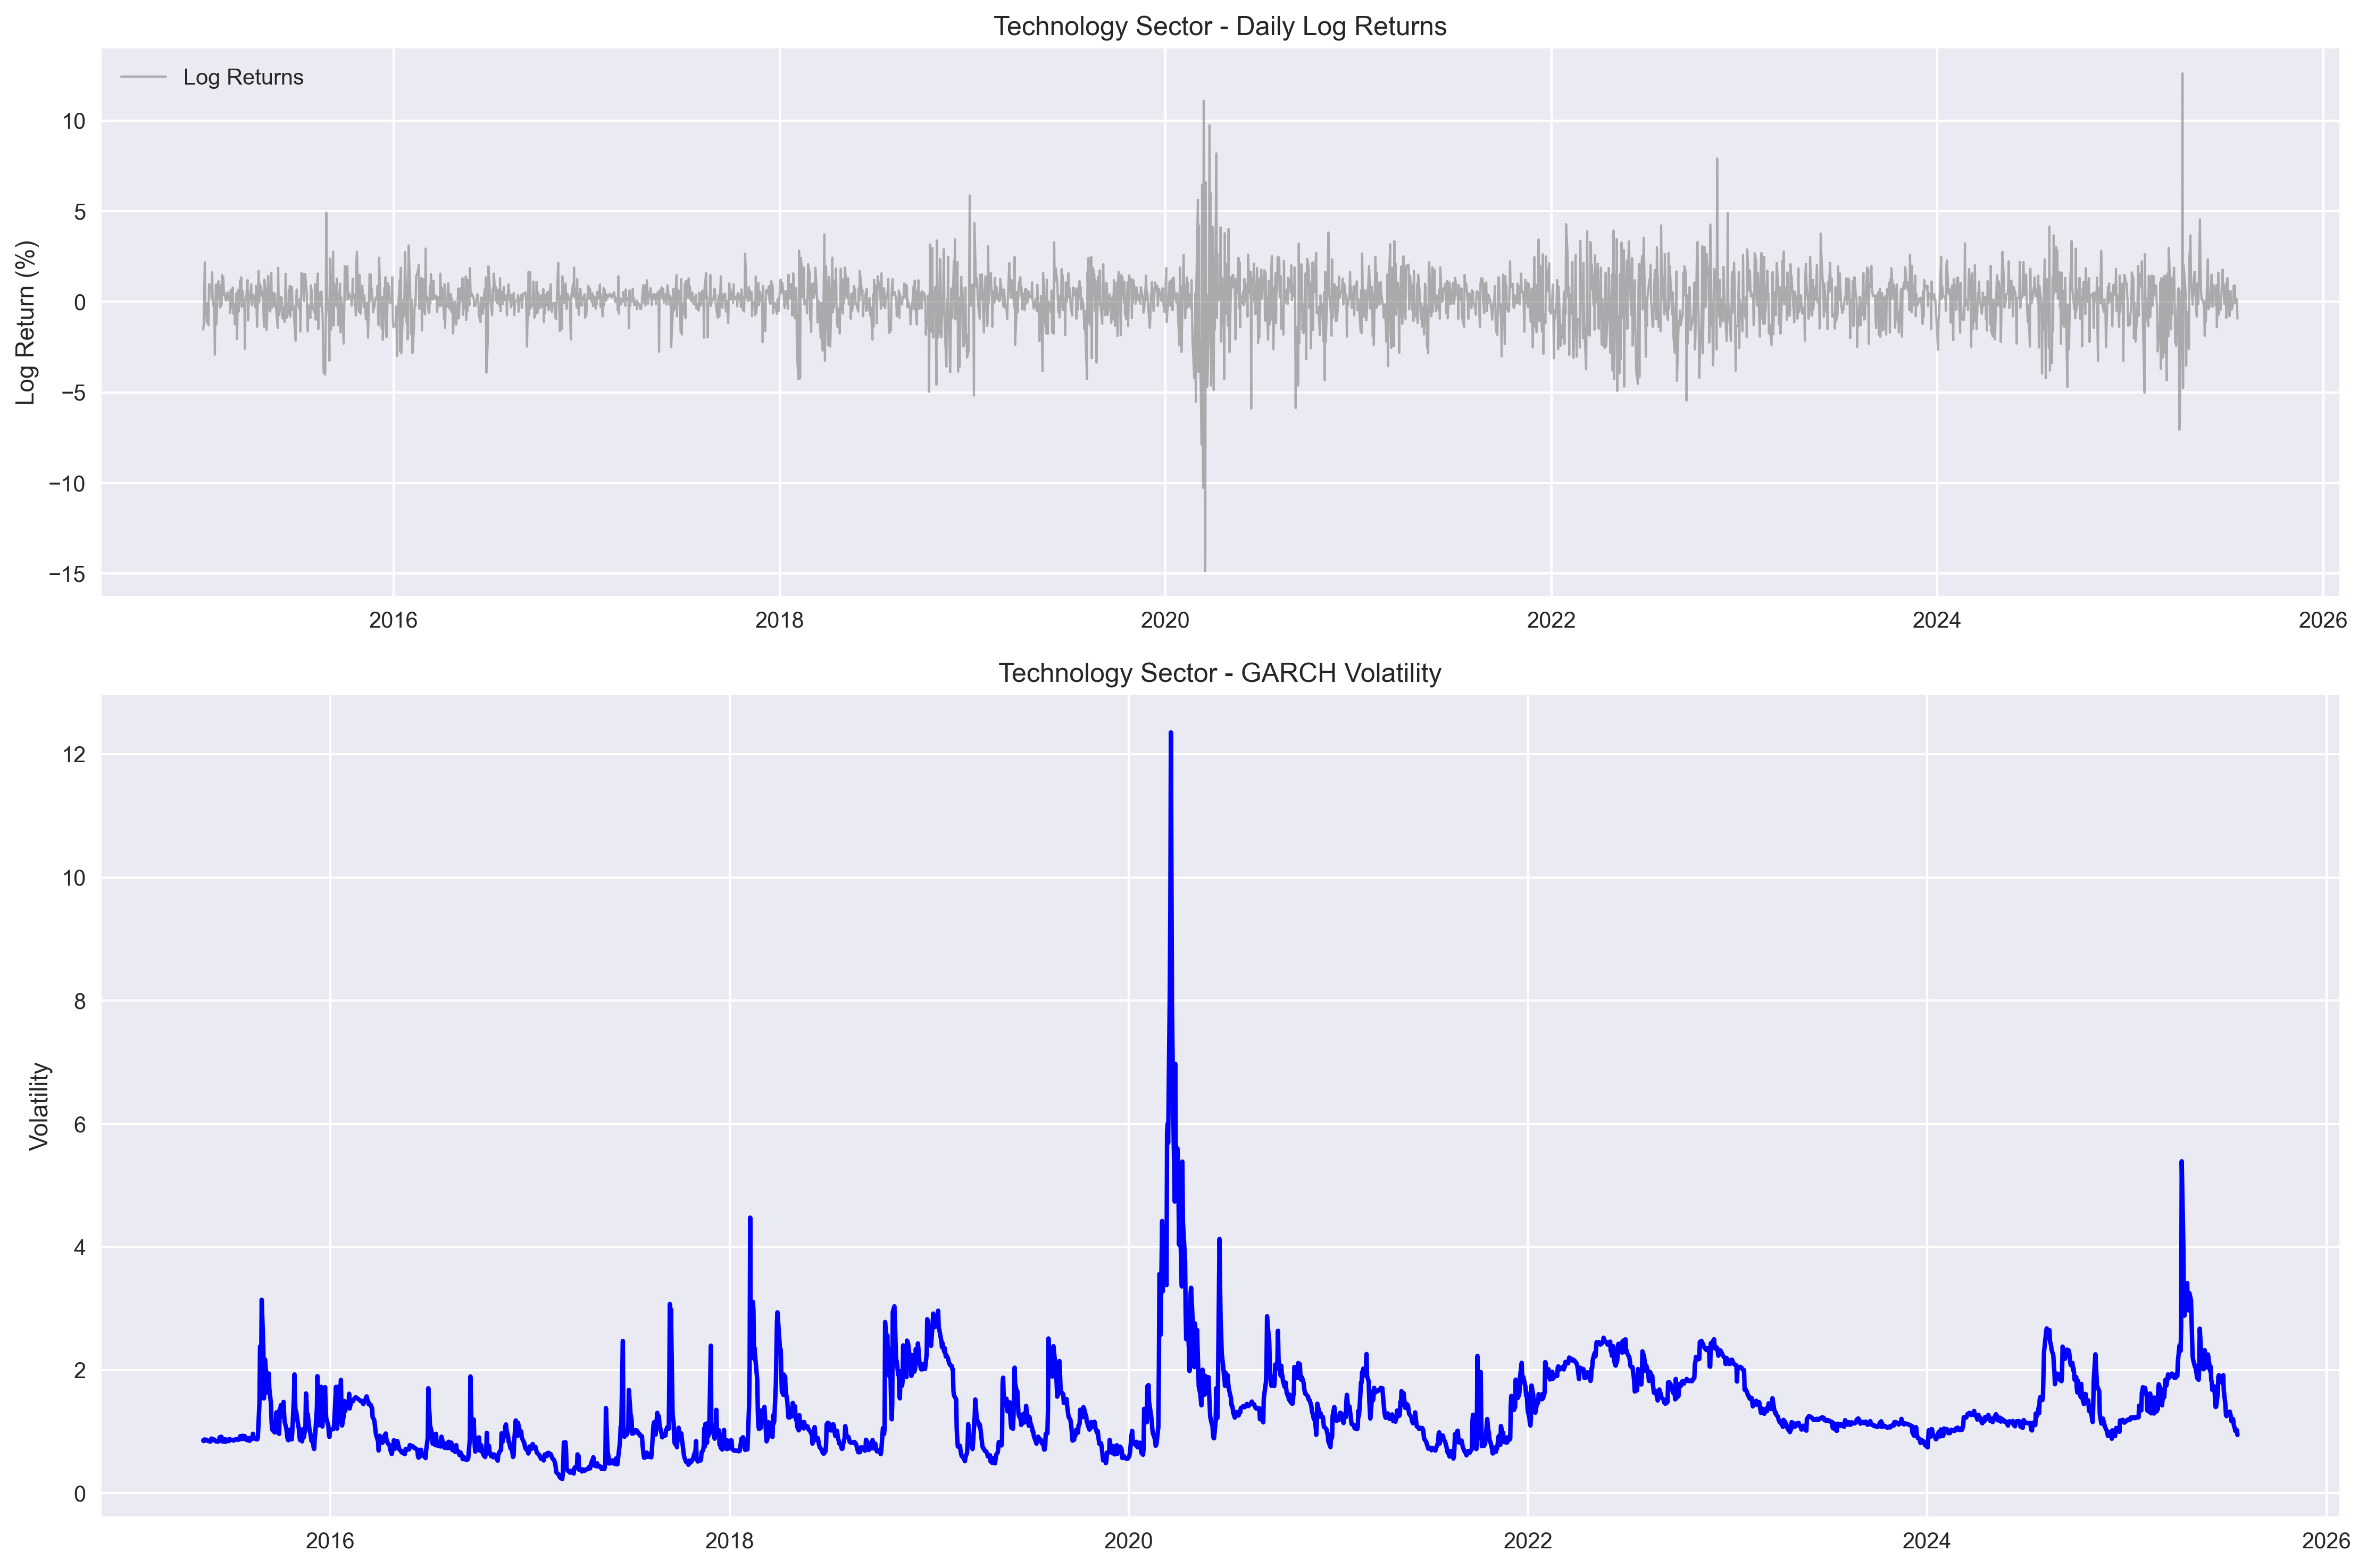 Technology Sector - Daily Log Returns
Log Returns
Log Return (%)
10
5
0
−5
−10
−15
2016 2018 2020 2022 2024 2026
Technology Sector - GARCH Volatility
Volatility
12
10
8
6
4
2
0
2016 2018 2020 2022 2024 2026